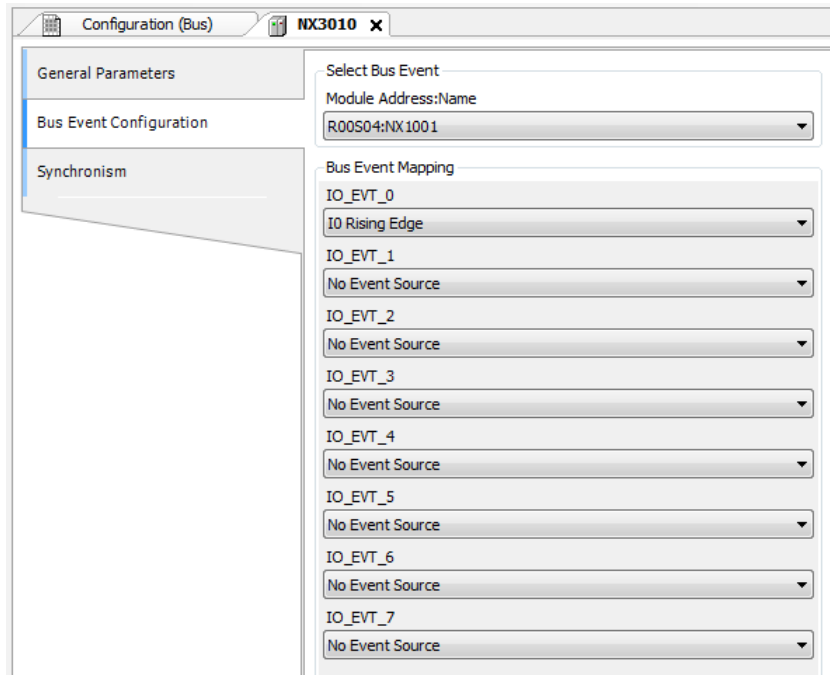 Configuration (Bus)
NX3010
General Parameters
Bus Event Configuration
Synchronism
Select Bus Event
Module Address:Name
R00S04:NX1001
Bus Event Mapping
IO_EVT_0
I0 Rising Edge
IO_EVT_1
No Event Source
IO_EVT_2
No Event Source
IO_EVT_3
No Event Source
IO_EVT_4
No Event Source
IO_EVT_5
No Event Source
IO_EVT_6
No Event Source
IO_EVT_7
No Event Source